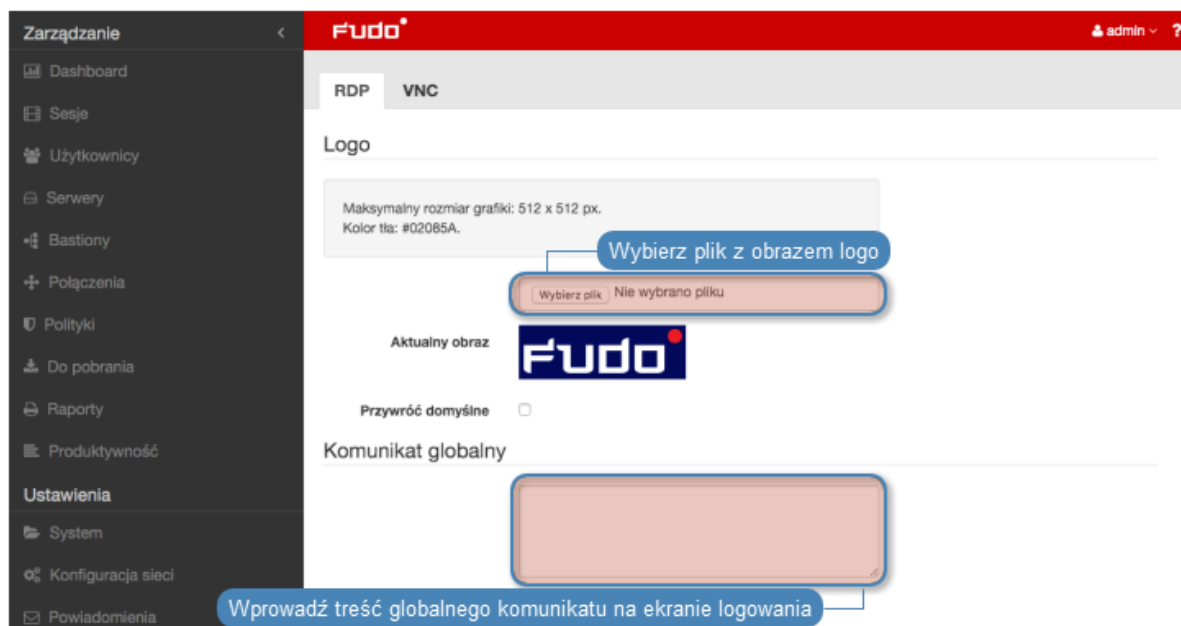 Zarządzanie
Fudo
admin
?
Dashboard
RDP VNC
Sesje
Logo
Użytkownicy
Serwery
Maksymalny rozmiar grafiki: 512 x 512 px.
Kolor tła: #02085A.
Bastiony
Wybierz plik z obrazem logo
Połączenia
Wybierz plik Nie wybrano pliku
Polityki
Aktualny obraz
Fudo
Do pobrania
Raporty
Przywróć domyślne
Produktywność
Komunikat globalny
Ustawienia
System
Konfiguracja sieci
Powiadomienia
Wprowadź treść globalnego komunikatu na ekranie logowania